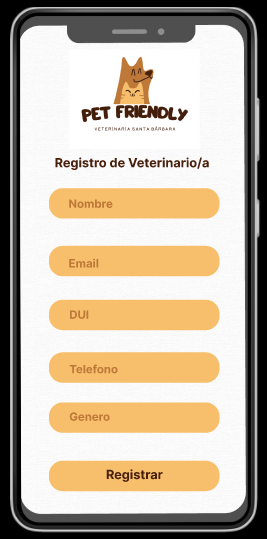 PET FRIENDLY
VETERINARIA SANTA BÁRBARA
Registro de Veterinario/a
Nombre
Email
DUI
Telefono
Genero
Registrar